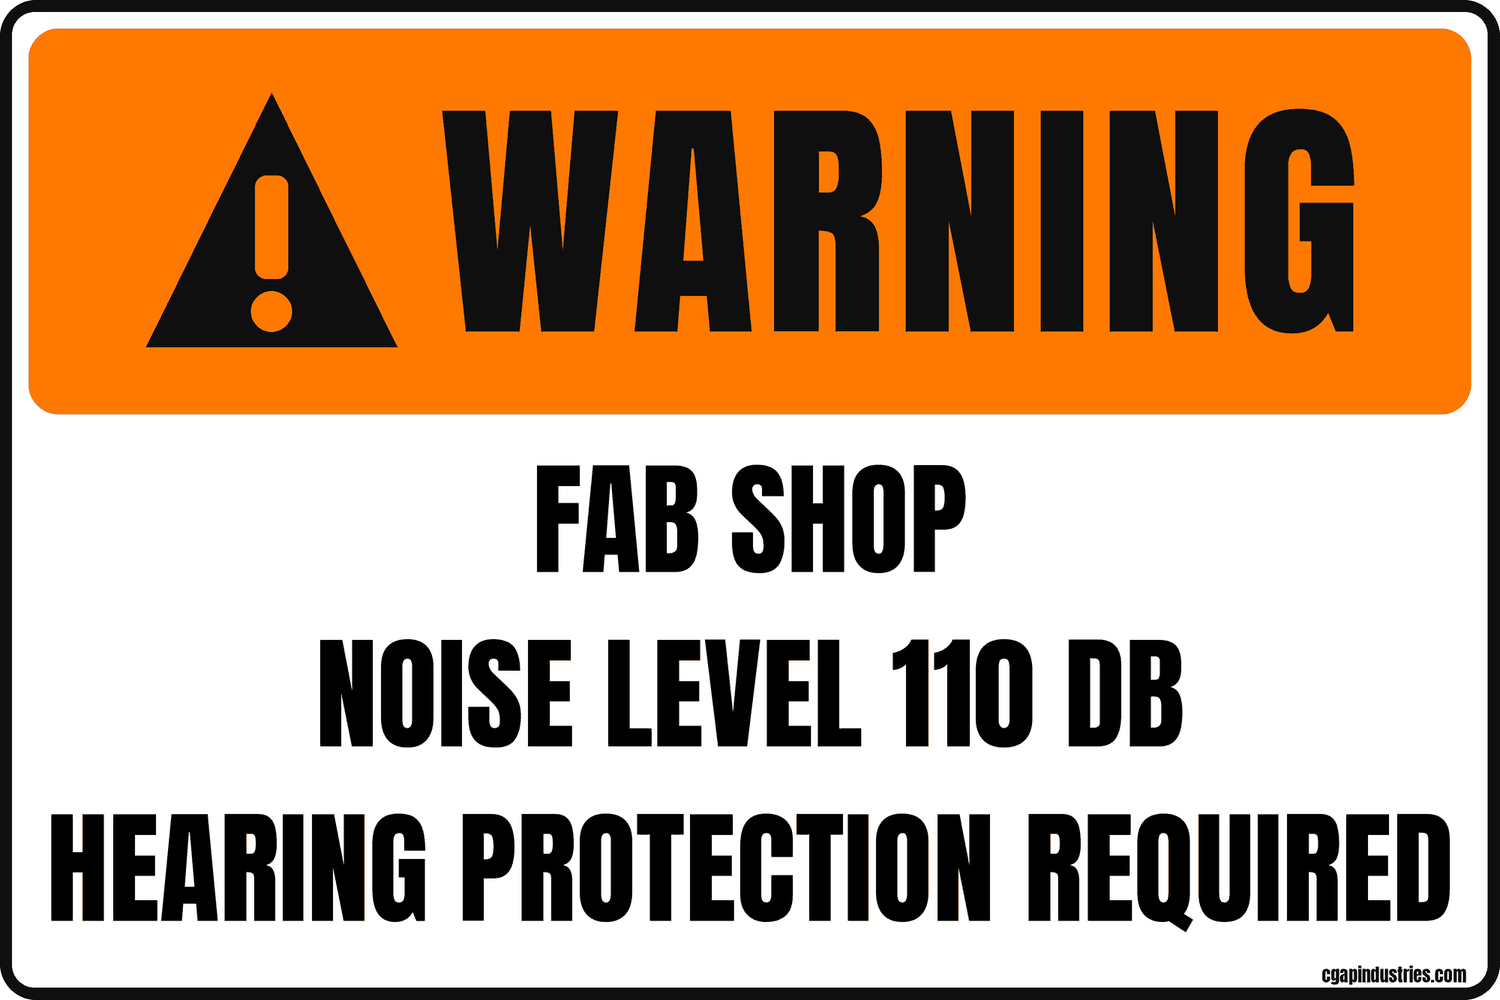 WARNING
FAB SHOP
NOISE LEVEL 110 DB
HEARING PROTECTION REQUIRED
cgapindustries.com